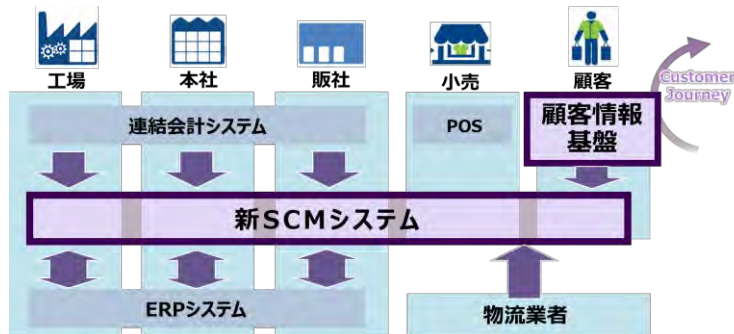 工場
本社
販社
小売
顧客
Customer
Journey
連結会計システム
POS
顧客情報
基盤
新SCMシステム
ERPシステム
物流業者